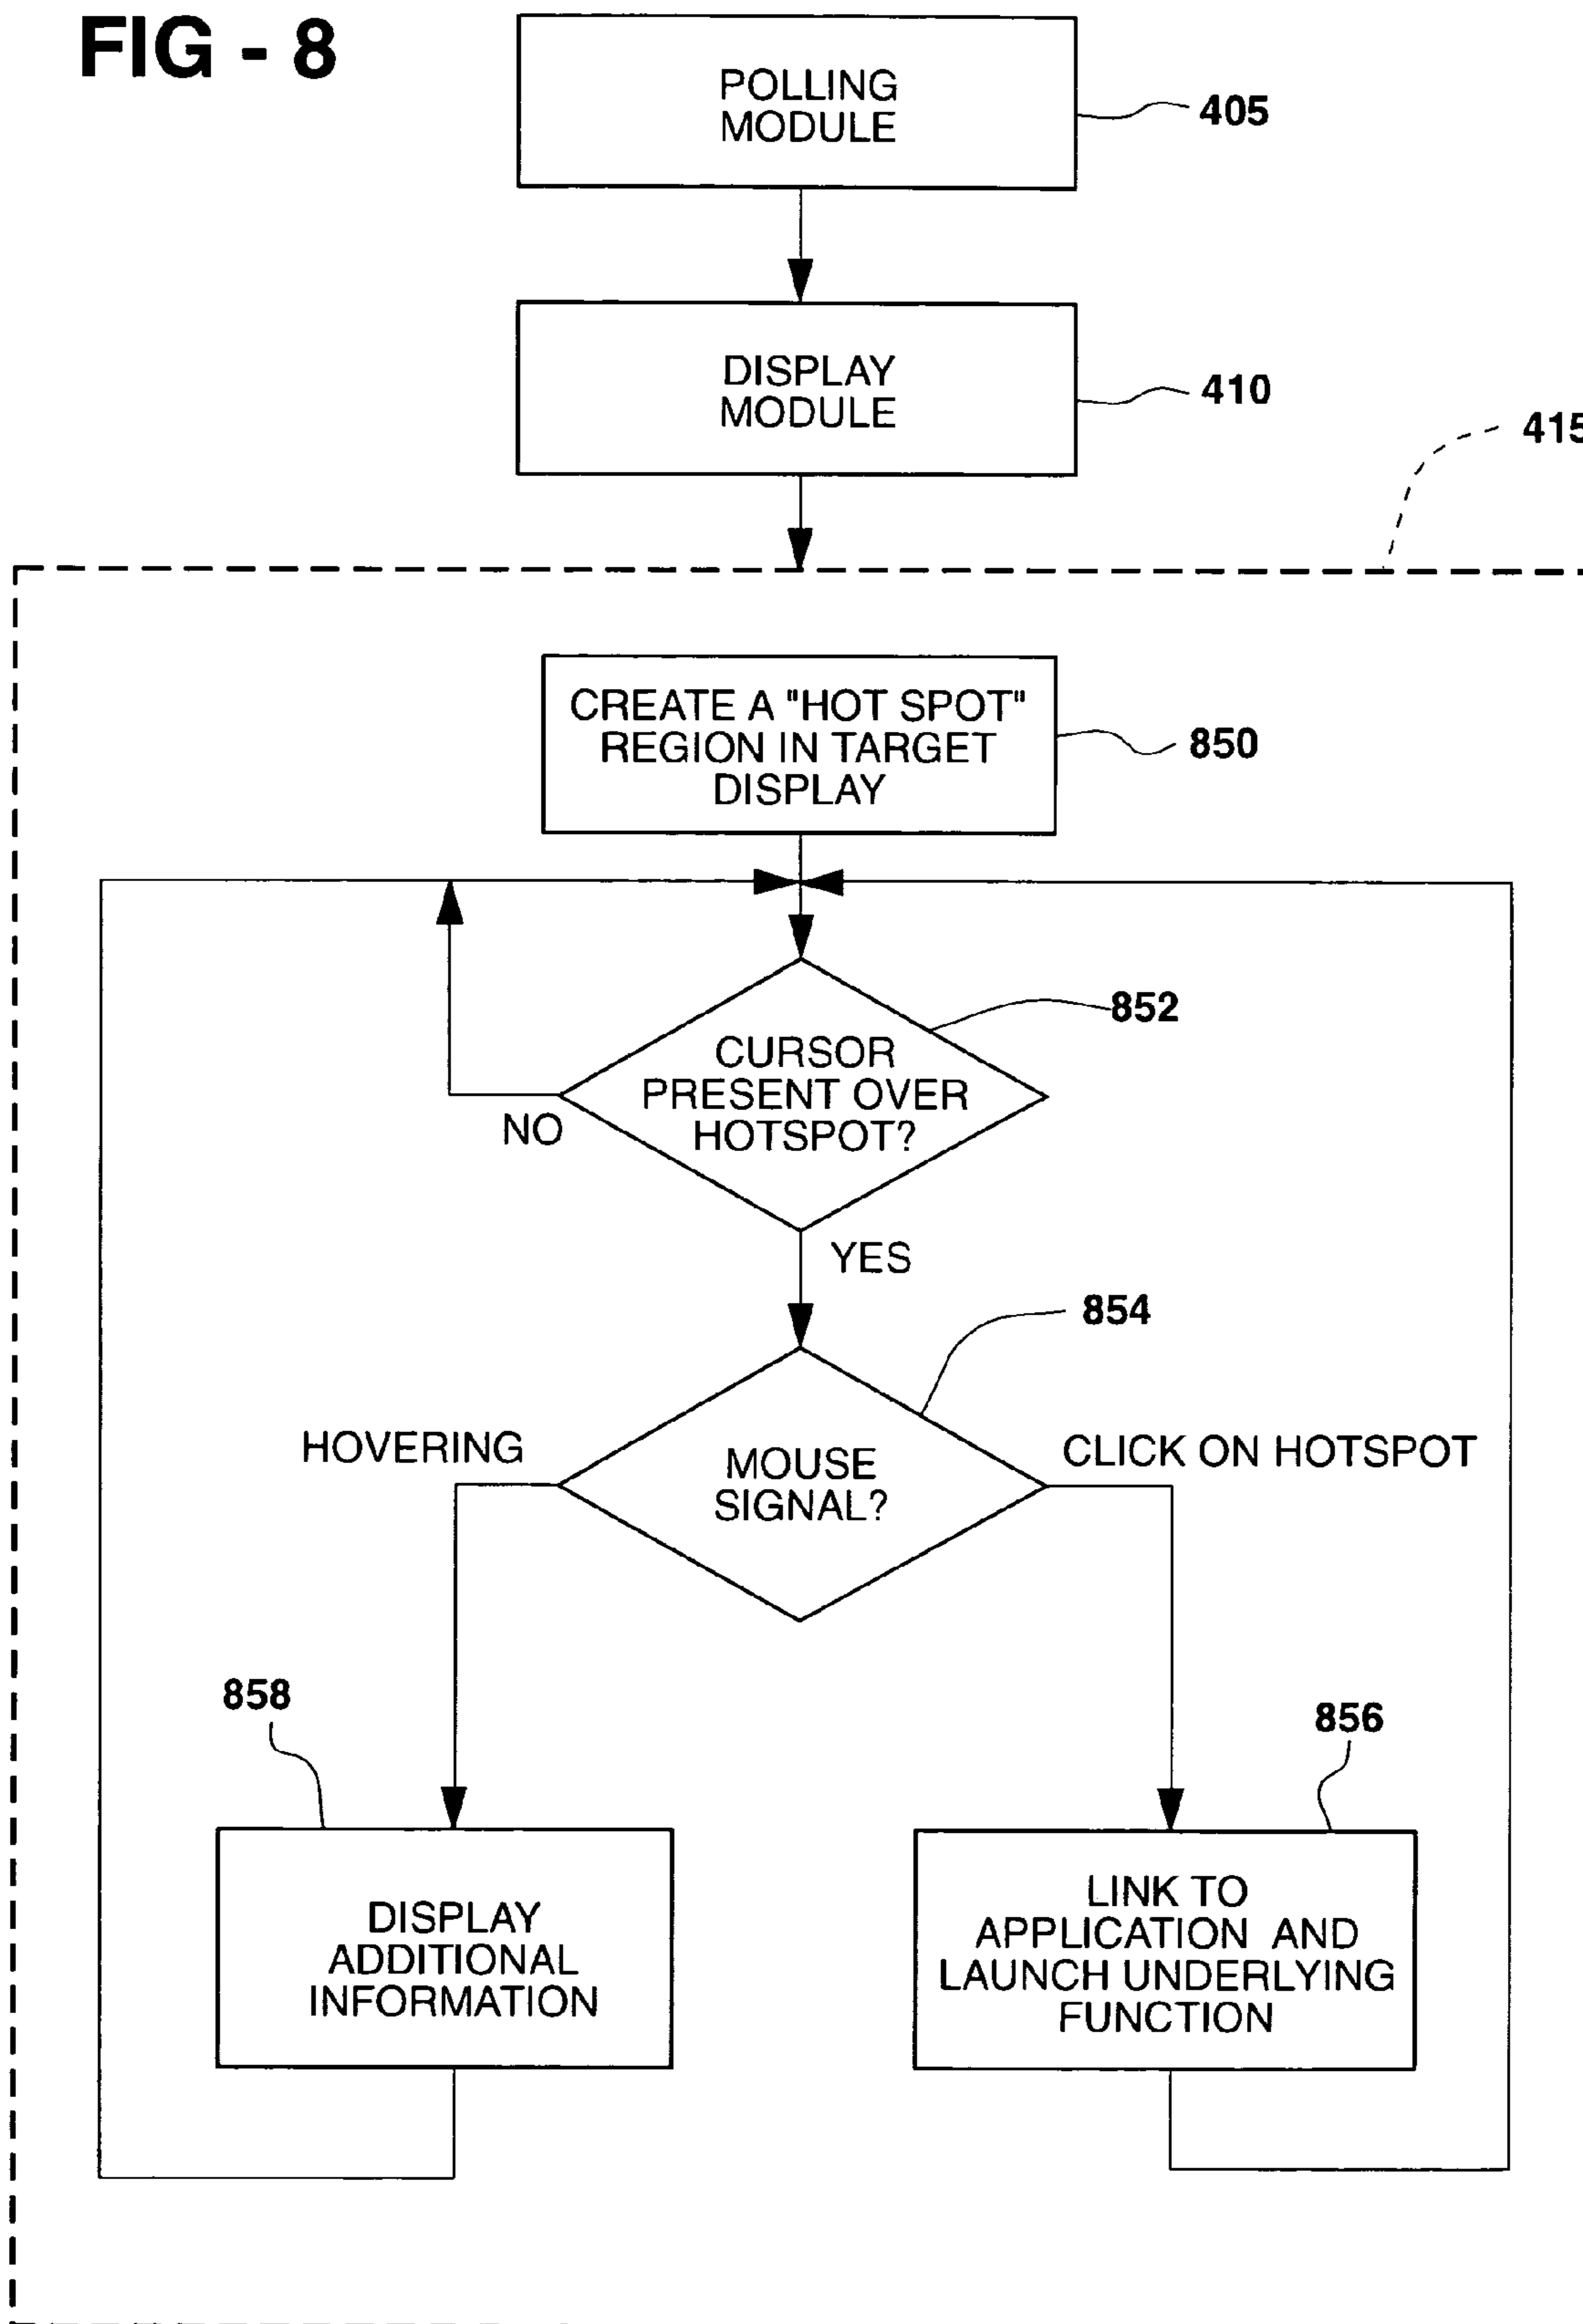 FIG - 8
POLLING
MODULE
405
DISPLAY
MODULE
410
415
CREATE A "HOT SPOT"
REGION IN TARGET
DISPLAY
850
852
CURSOR
PRESENT OVER
HOTSPOT?
NO
YES
854
HOVERING
MOUSE
SIGNAL?
CLICK ON HOTSPOT
858
856
DISPLAY
ADDITIONAL
INFORMATION
LINK TO
APPLICATION AND
LAUNCH UNDERLYING
FUNCTION